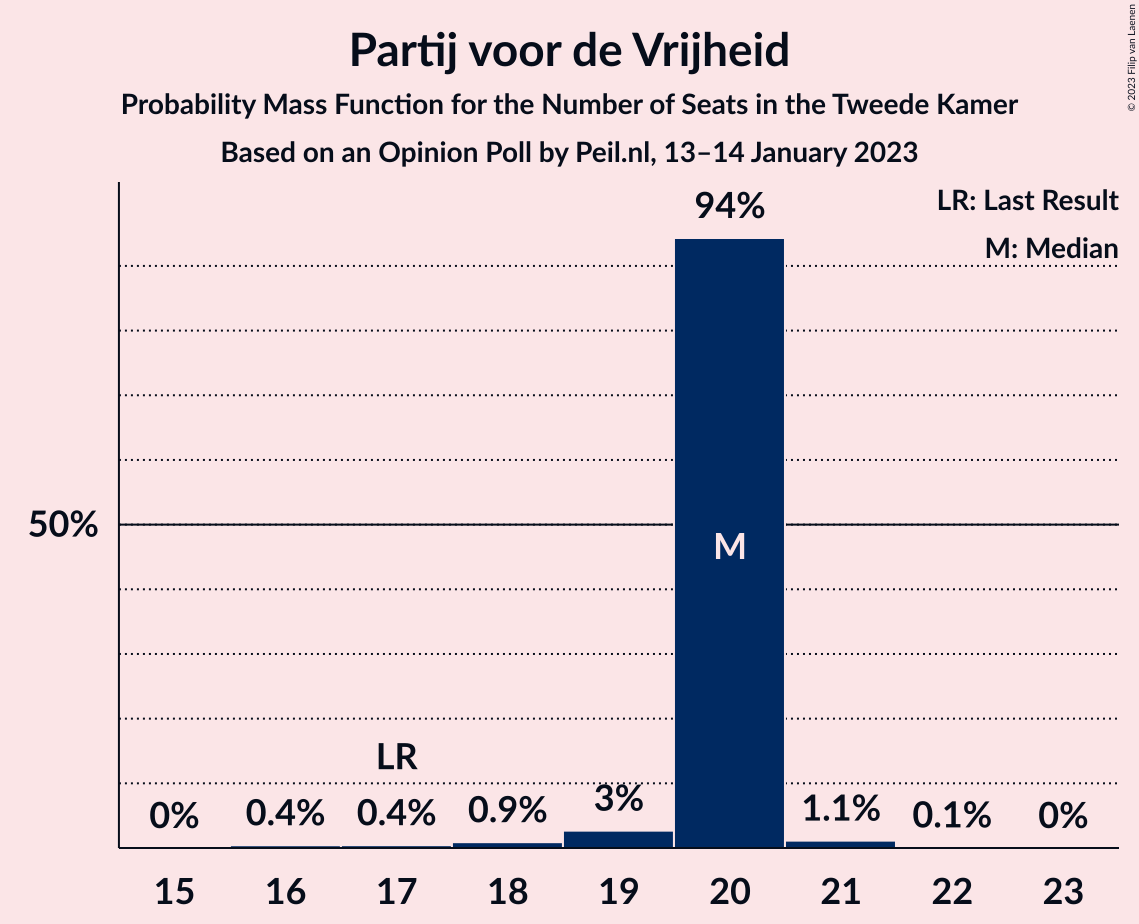 Partij voor de Vrijheid
Probability Mass Function for the Number of Seats in the Tweede Kamer
Based on an Opinion Poll by Peil.nl, 13–14 January 2023
© 2023 Filip van Laenen
LR: Last Result
M: Median
94%
50%
M
LR
0%
0.4%
0.4%
0.9%
3%
1.1%
0.1%
0%
15 16 17 18 19 20 21 22 23